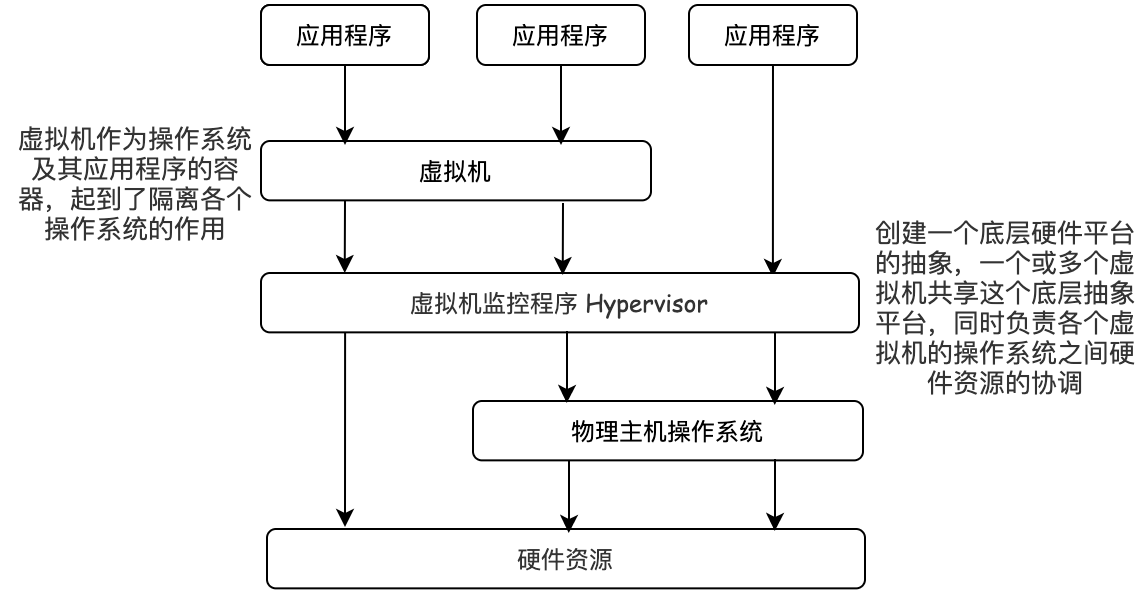 应用程序
应用程序
应用程序
虚拟机作为操作系统
及其应用程序的容
器，起到了隔离各个
操作系统的作用
虚拟机
创建一个底层硬件平台
的抽象，一个或多个虚
拟机共享这个底层抽象
平台，同时负责各个虚
拟机的操作系统之间硬
件资源的协调
虚拟机监控程序 Hypervisor
物理主机操作系统
硬件资源